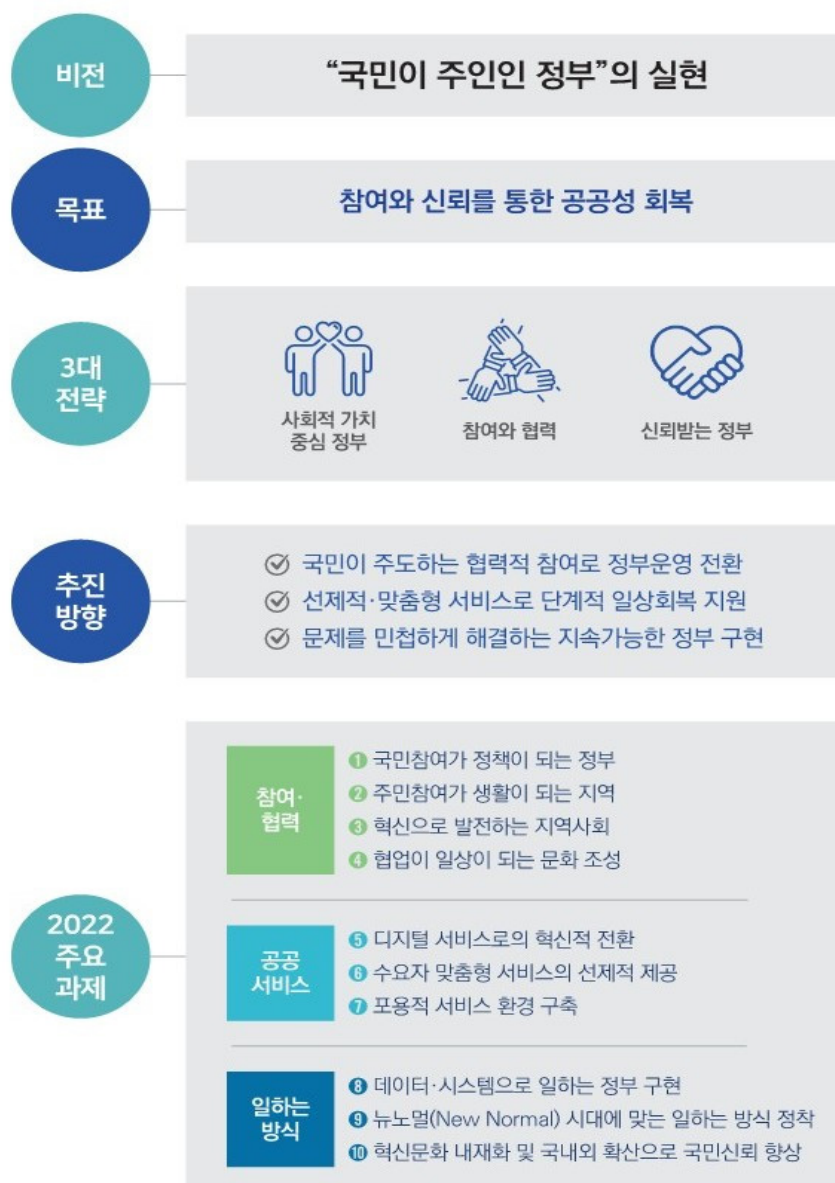 비전
“국민이 주인인 정부”의 실현
목표
참여와 신뢰를 통한 공공성 회복
3대
전략
사회적 가치
중심 정부
참여와 협력
신뢰받는 정부
추진
방향
국민이 주도하는 협력적 참여로 정부운영 전환
선제적·맞춤형 서비스로 단계적 일상회복 지원
문제를 민첩하게 해결하는 지속가능한 정부 구현
2022
주요
과제
참여·
협력
❶ 국민참여가 정책이 되는 정부
❷ 주민참여가 생활이 되는 지역
❸ 혁신으로 발전하는 지역사회
❹ 협업이 일상이 되는 문화 조성
공공
서비스
❺ 디지털 서비스로의 혁신적 전환
❻ 수요자 맞춤형 서비스의 선제적 제공
❼ 포용적 서비스 환경 구축
일하는
방식
❽ 데이터·시스템으로 일하는 정부 구현
❾ 뉴노멀(New Normal) 시대에 맞는 일하는 방식 정착
❿ 혁신문화 내재화 및 국내외 확산으로 국민신뢰 향상